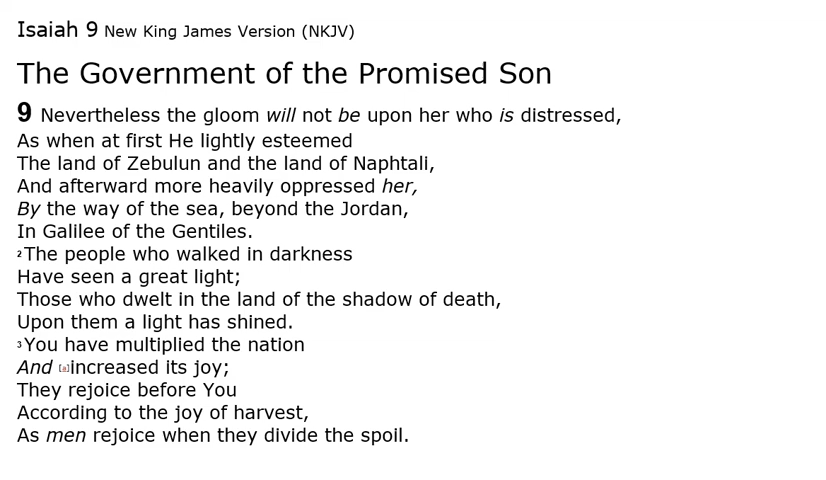 Isaiah 9 New King James Version (NKJV)
The Government of the Promised Son
9 Nevertheless the gloom will not be upon her who is distressed,
As when at first He lightly esteemed
The land of Zebulun and the land of Naphtali,
And afterward more heavily oppressed her,
By the way of the sea, beyond the Jordan,
In Galilee of the Gentiles.
2 The people who walked in darkness
Have seen a great light;
Those who dwelt in the land of the shadow of death,
Upon them a light has shined.
3 You have multiplied the nation
And [a]increased its joy;
They rejoice before You
According to the joy of harvest,
As men rejoice when they divide the spoil.